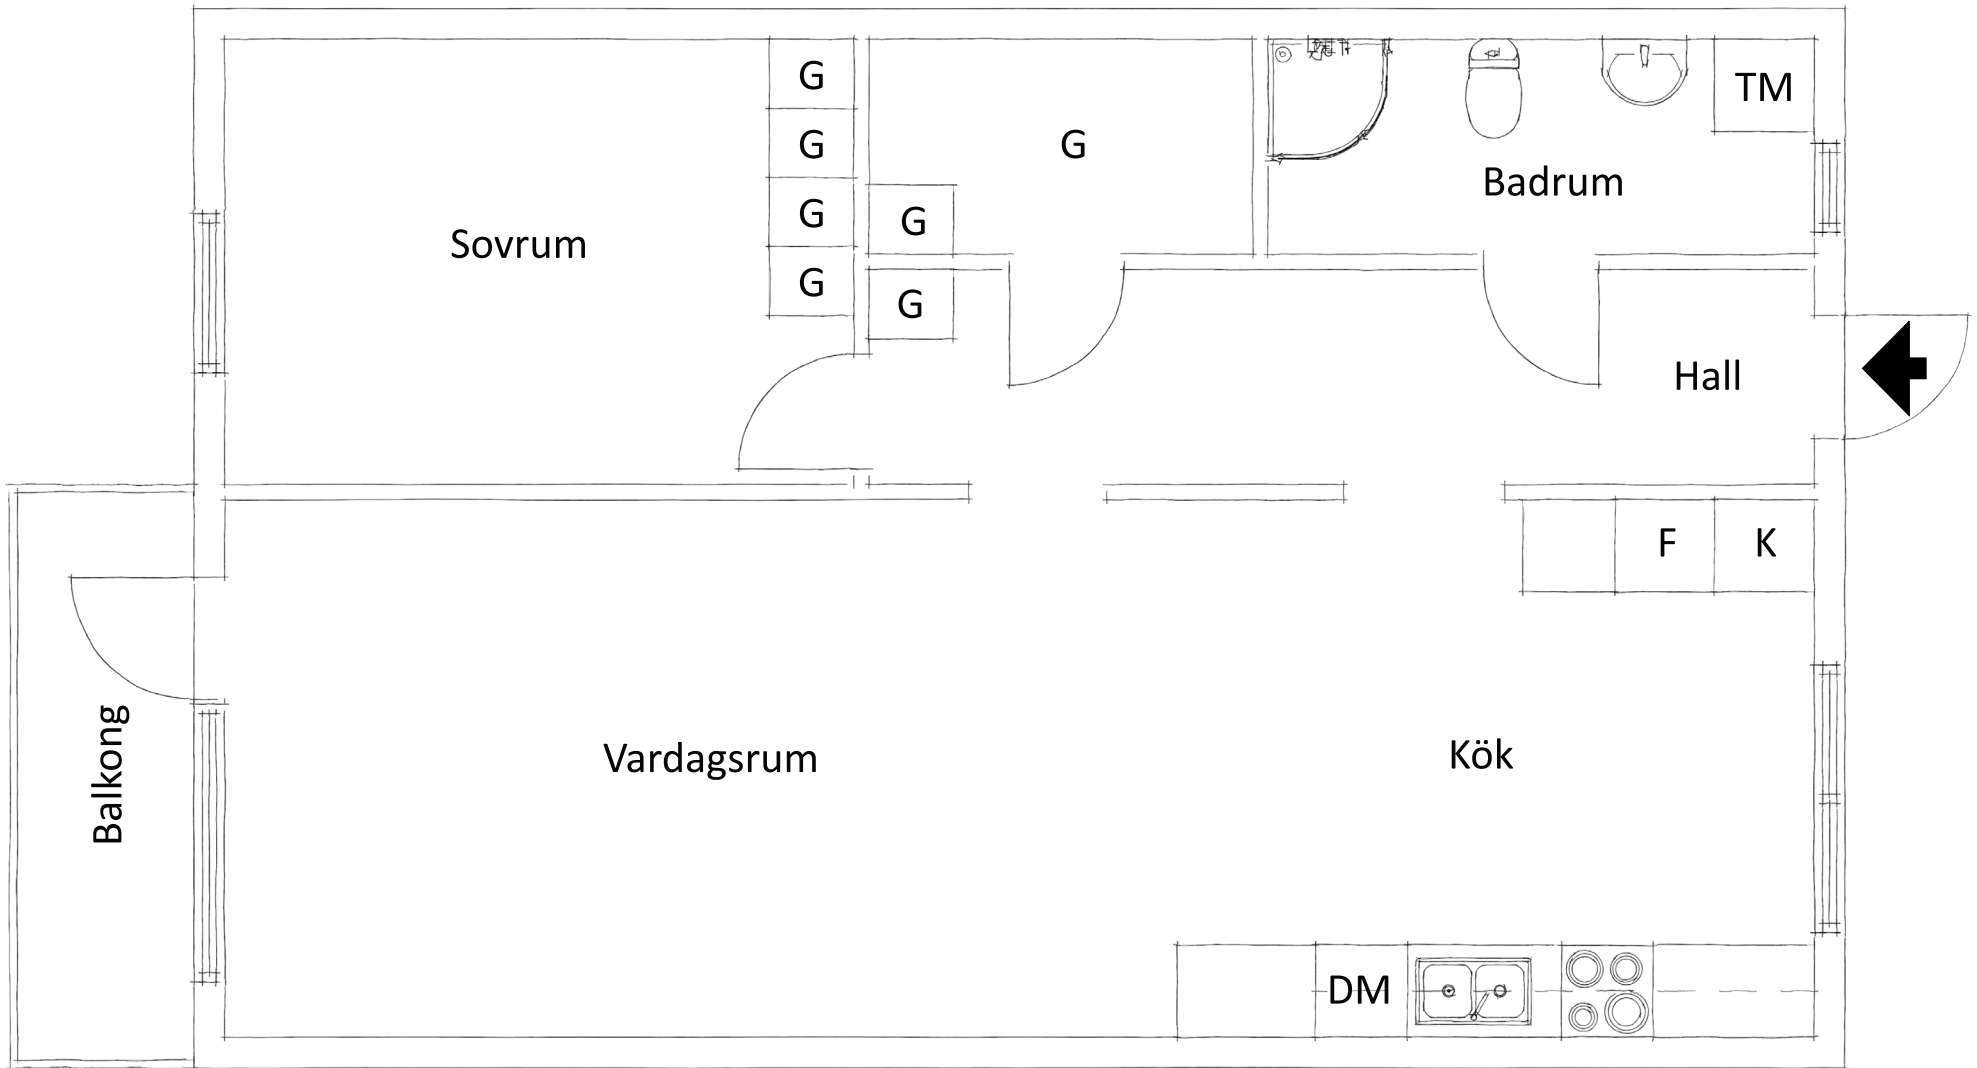 G
TM
G
G
Badrum
G
G
Sovrum
G
G
Hall
F
K
Balkong
Vardagsrum
Kök
DM